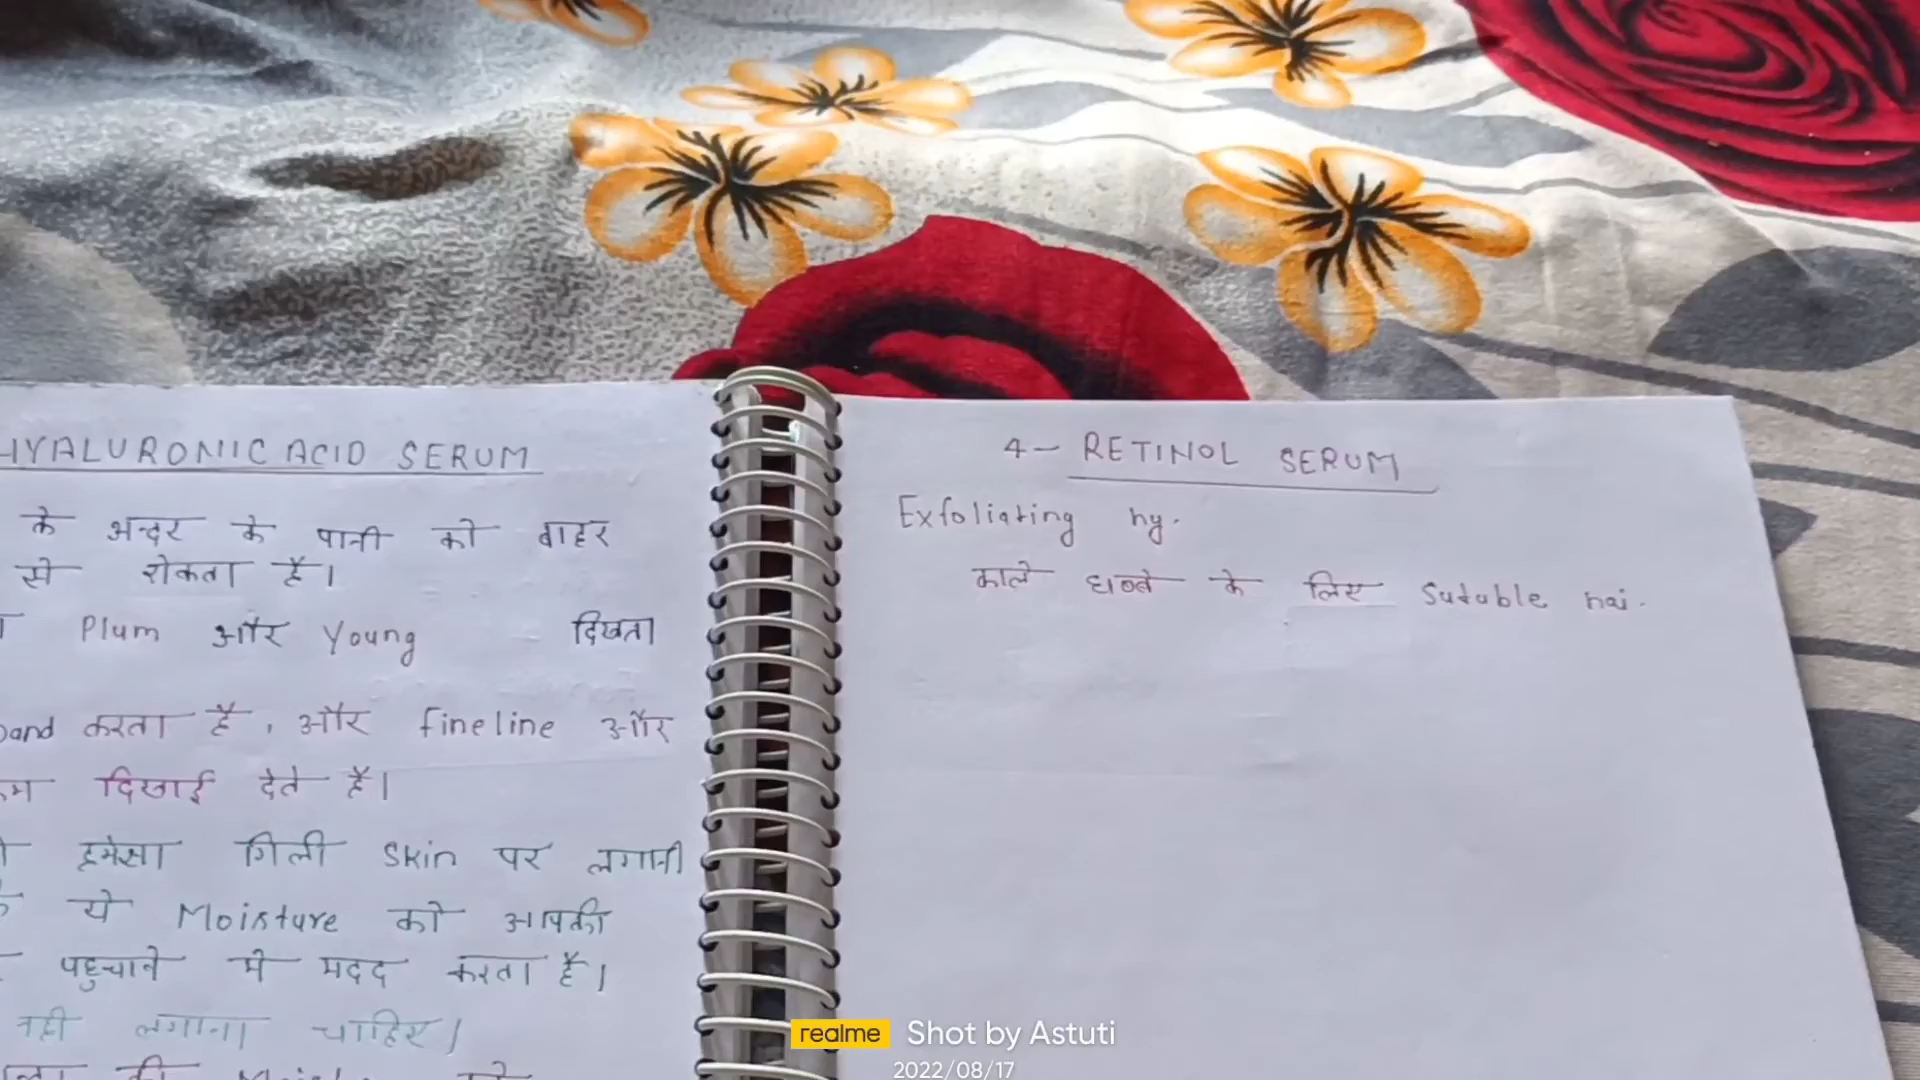 HYALURONIC ACID SERUM
के अन्दर के पानी को बाहर
से रोकता है।
Plum और Young दिखता
करता है, और fineline और
दिखाई देते है।
हमेसा गिली Skin पर लगानी
ये Moisture को आपकी
पहुचाने मे मदद करता है।
नही लगाना चाहिए।
की
4- RETINOL SERUM
Exfoliating hy.
काले धब्बे के लिए Sutable hai.
realme Shot by Astuti
2022/08/17